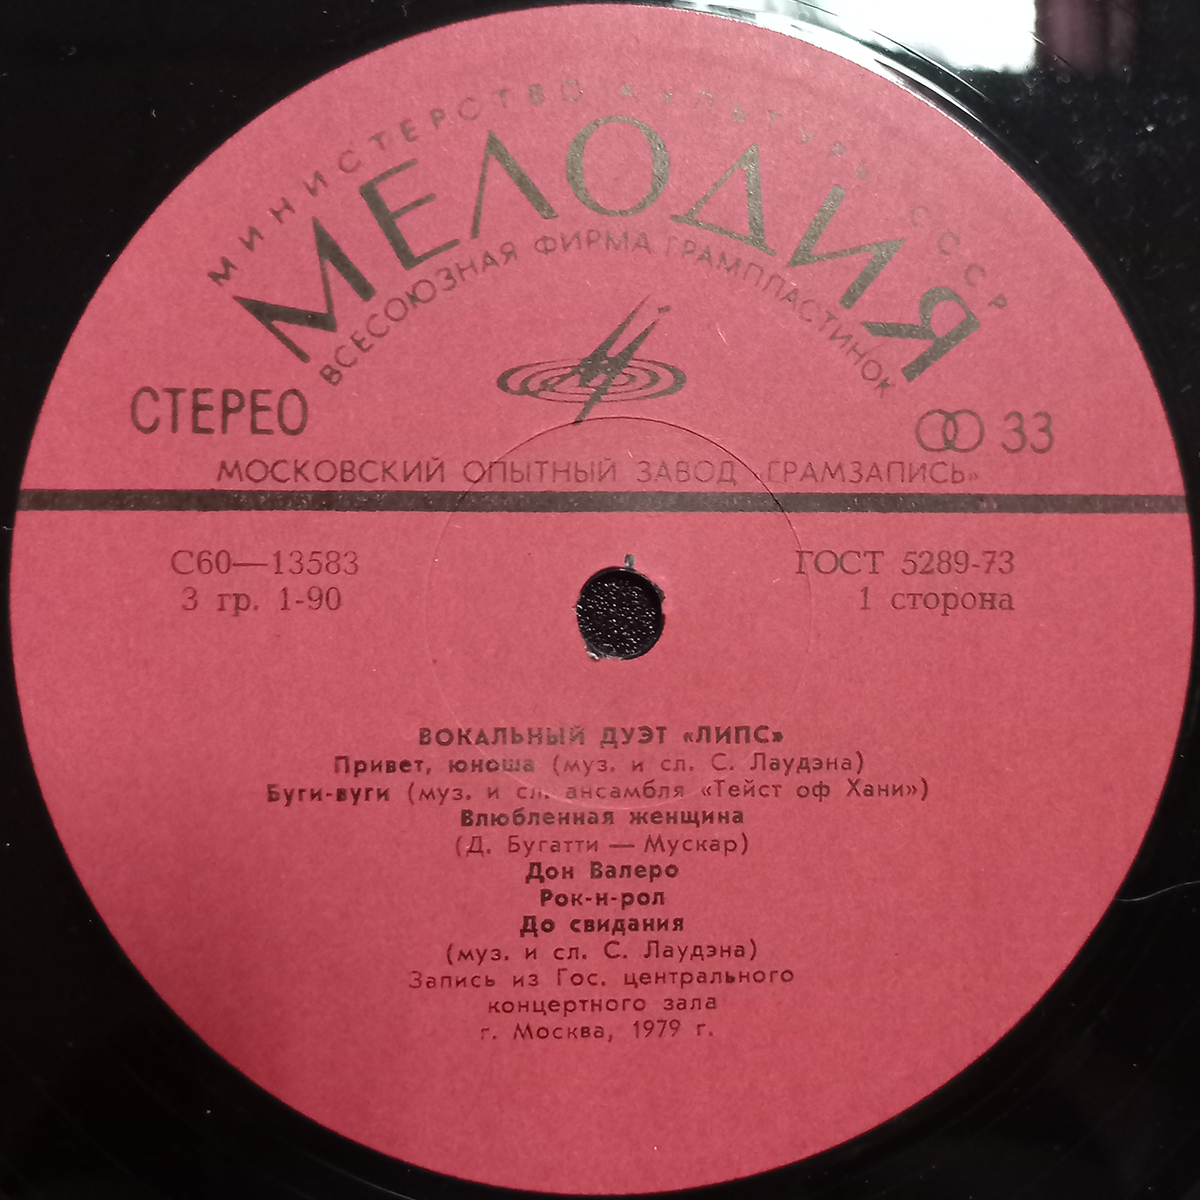 МИНИСТЕРСТВО КУЛЬТУРЫ СССР
МЕЛОДИЯ
ВСЕСОЮЗНАЯ ФИРМА ГРАМПЛАСТИНОК
СТЕРЕО
33
МОСКОВСКИЙ ОПЫТНЫЙ ЗАВОД «ГРАМЗАПИСЬ»
С60—13583
ГОСТ 5289-73
3 гр. 1-90
1 сторона
ВОКАЛЬНЫЙ ДУЭТ «ЛИПС»
Привет, юноша (муз. и сл. С. Лаудэна)
Буги-вуги (муз. и сл. ансамбля «Тейст оф Хани»)
Влюбленная женщина
(Д. Бугатти — Мускар)
Дон Валеро
Рок-н-рол
До свидания
(муз. и сл. С. Лаудэна)
Запись из Гос. центрального
концертного зала
г. Москва, 1979 г.